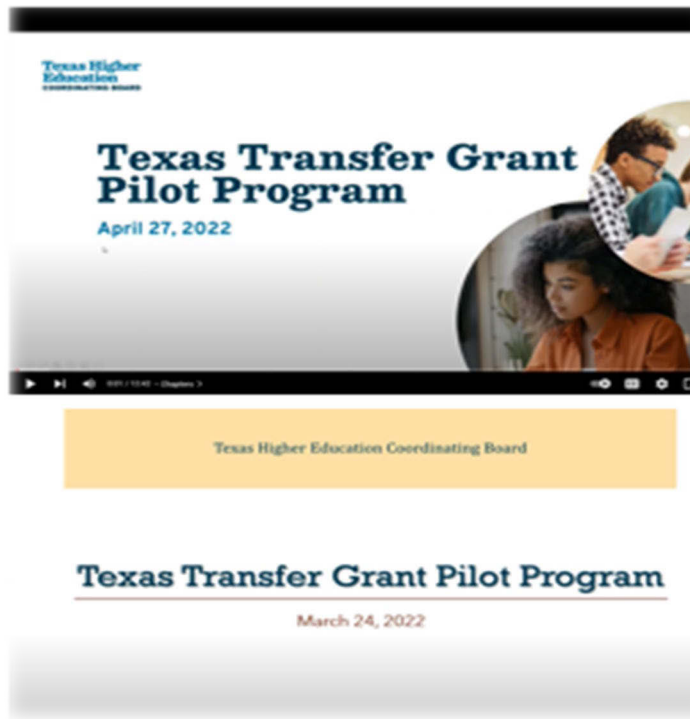 Texas Higher
Education
COORDINATING BOARD
Texas Transfer Grant
Pilot Program
April 27, 2022
Chapters
Texas Higher Education Coordinating Board
Texas Transfer Grant Pilot Program
March 24, 2022